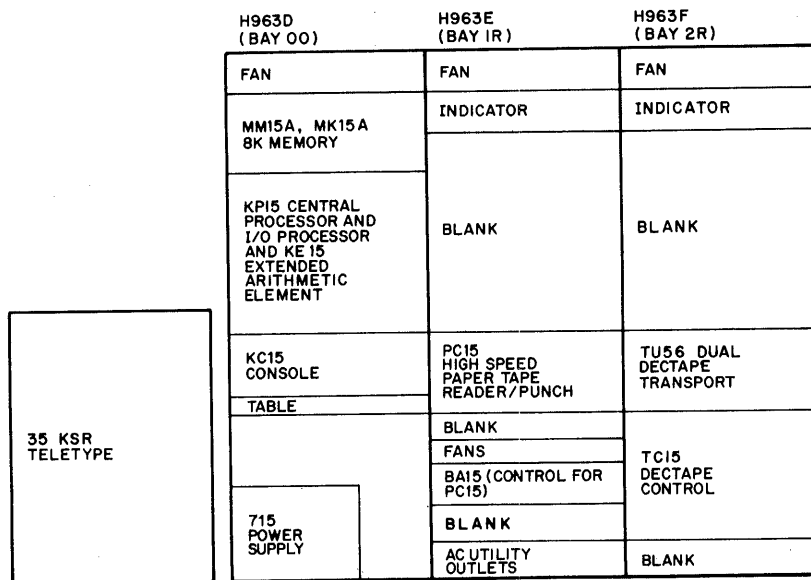 H963D
(BAY 00)
H963E
(BAY 1R)
H963F
(BAY 2R)
FAN
MM15A, MK15A
8K MEMORY
KP15 CENTRAL
PROCESSOR AND
I/O PROCESSOR
AND KE15
EXTENDED
ARITHMETIC
ELEMENT
KC15
CONSOLE
TABLE
715
POWER
SUPPLY
FAN
INDICATOR
BLANK
PC15
HIGH SPEED
PAPER TAPE
READER/PUNCH
BLANK
FANS
BA15 (CONTROL FOR
PC15)
BLANK
AC UTILITY
OUTLETS
FAN
INDICATOR
BLANK
TU56 DUAL
DECTAPE
TRANSPORT
TC15
DECTAPE
CONTROL
BLANK
35 KSR
TELETYPE